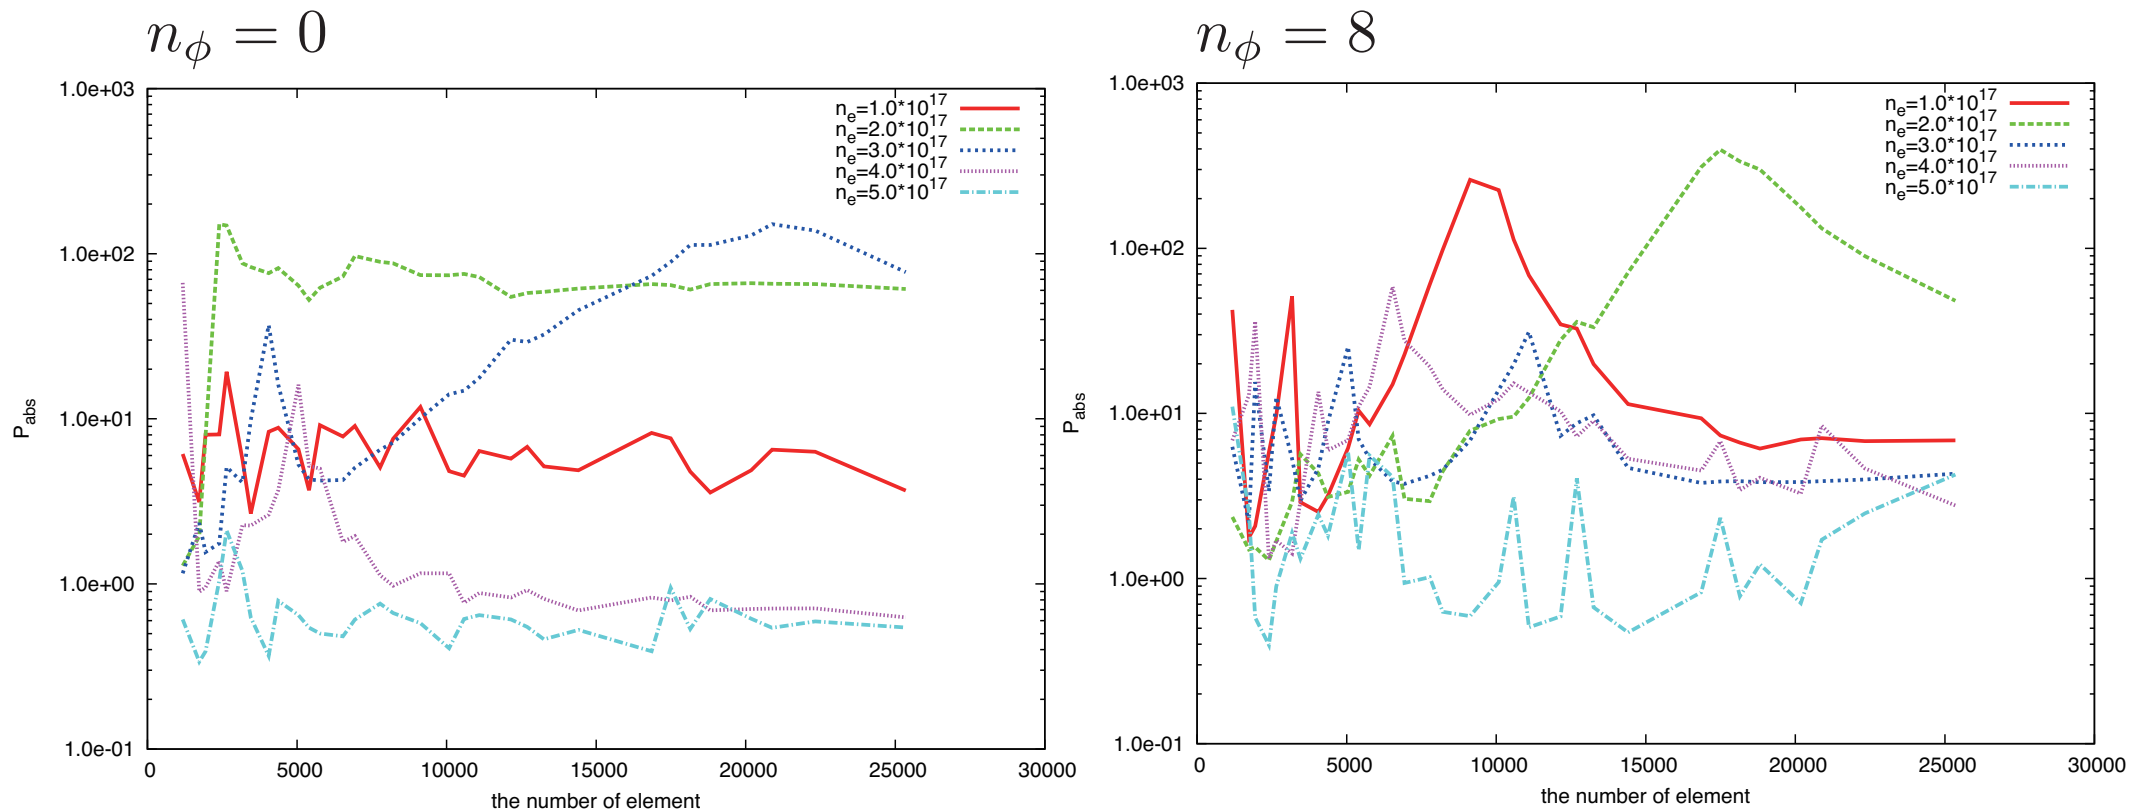 n_ϕ = 0
1.0e+03
1.0e+02
1.0e+01
1.0e+00
1.0e-01
P_abs
0 5000 10000 15000 20000 25000 30000
the number of element
n_e=1.0*10^17
n_e=2.0*10^17
n_e=3.0*10^17
n_e=4.0*10^17
n_e=5.0*10^17
n_ϕ = 8
1.0e+03
1.0e+02
1.0e+01
1.0e+00
1.0e-01
P_abs
0 5000 10000 15000 20000 25000 30000
the number of element
n_e=1.0*10^17
n_e=2.0*10^17
n_e=3.0*10^17
n_e=4.0*10^17
n_e=5.0*10^17